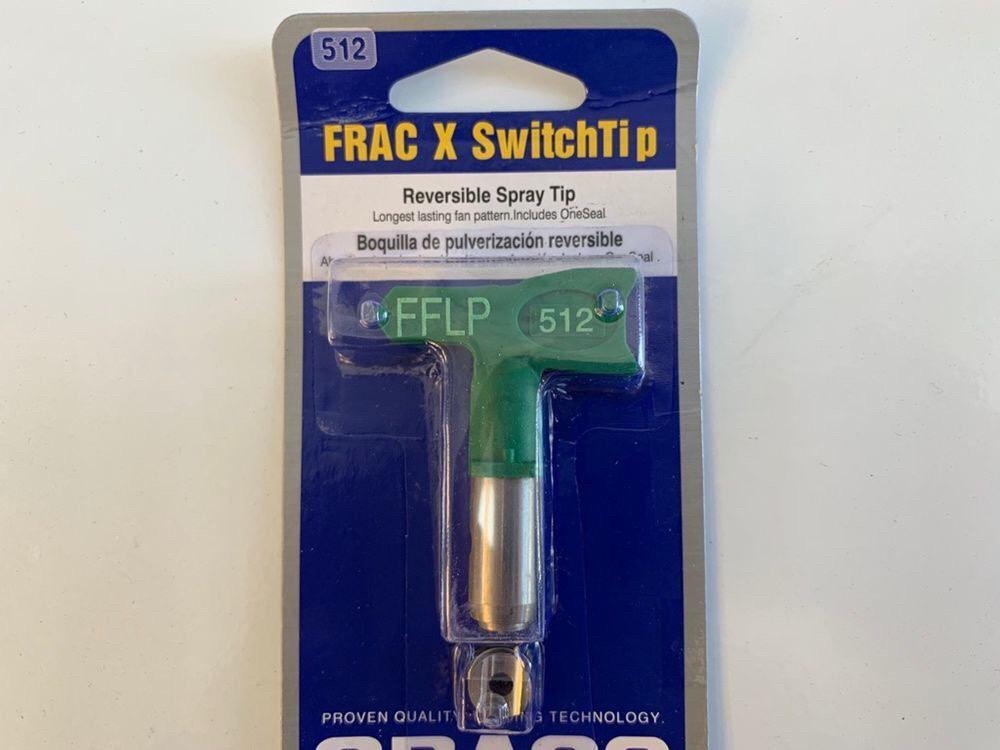 512
FRAC X SwitchTip
Reversible Spray Tip
Longest lasting fan pattern.Includes OneSeal
Boquilla de pulverización reversible
FFLP 512
PROVEN QUALITY. TECHNOLOGY.